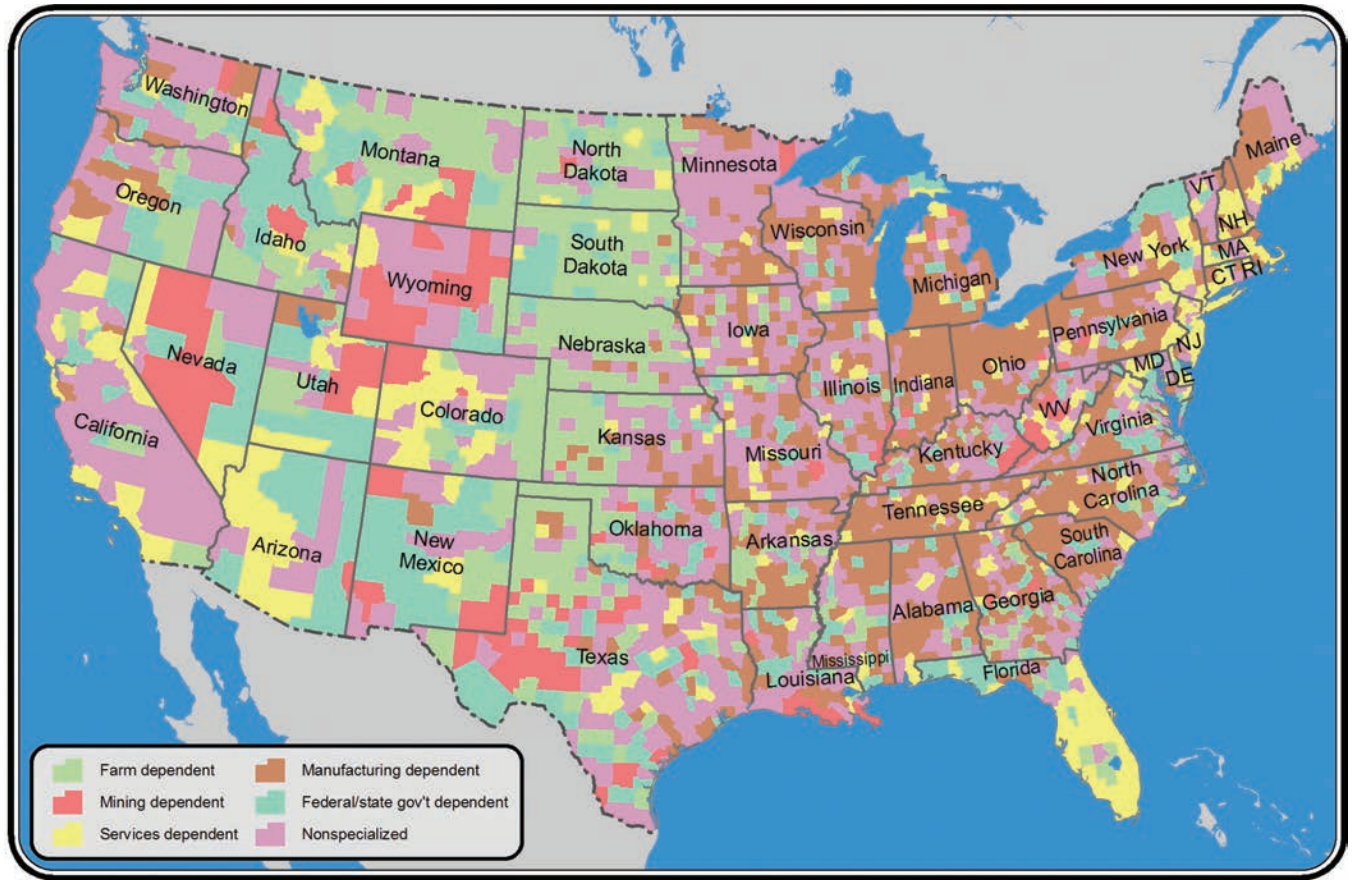 Washington
Montana
North
Dakota
Minnesota
Maine
Oregon
Idaho
Wyoming
South
Dakota
Wisconsin
Michigan
VT
NH
New York
MA
CT RI
Nevada
Utah
Colorado
Nebraska
Iowa
Illinois
Indiana
Ohio
Pennsylvania
NJ
MD
DE
California
Kansas
Missouri
Kentucky
WV
Virginia
Arizona
New
Mexico
Oklahoma
Arkansas
Tennessee
North
Carolina
South
Carolina
Texas
Louisiana
Mississippi
Alabama
Georgia
Florida
Farm dependent
Mining dependent
Services dependent
Manufacturing dependent
Federal/state gov't dependent
Nonspecialized